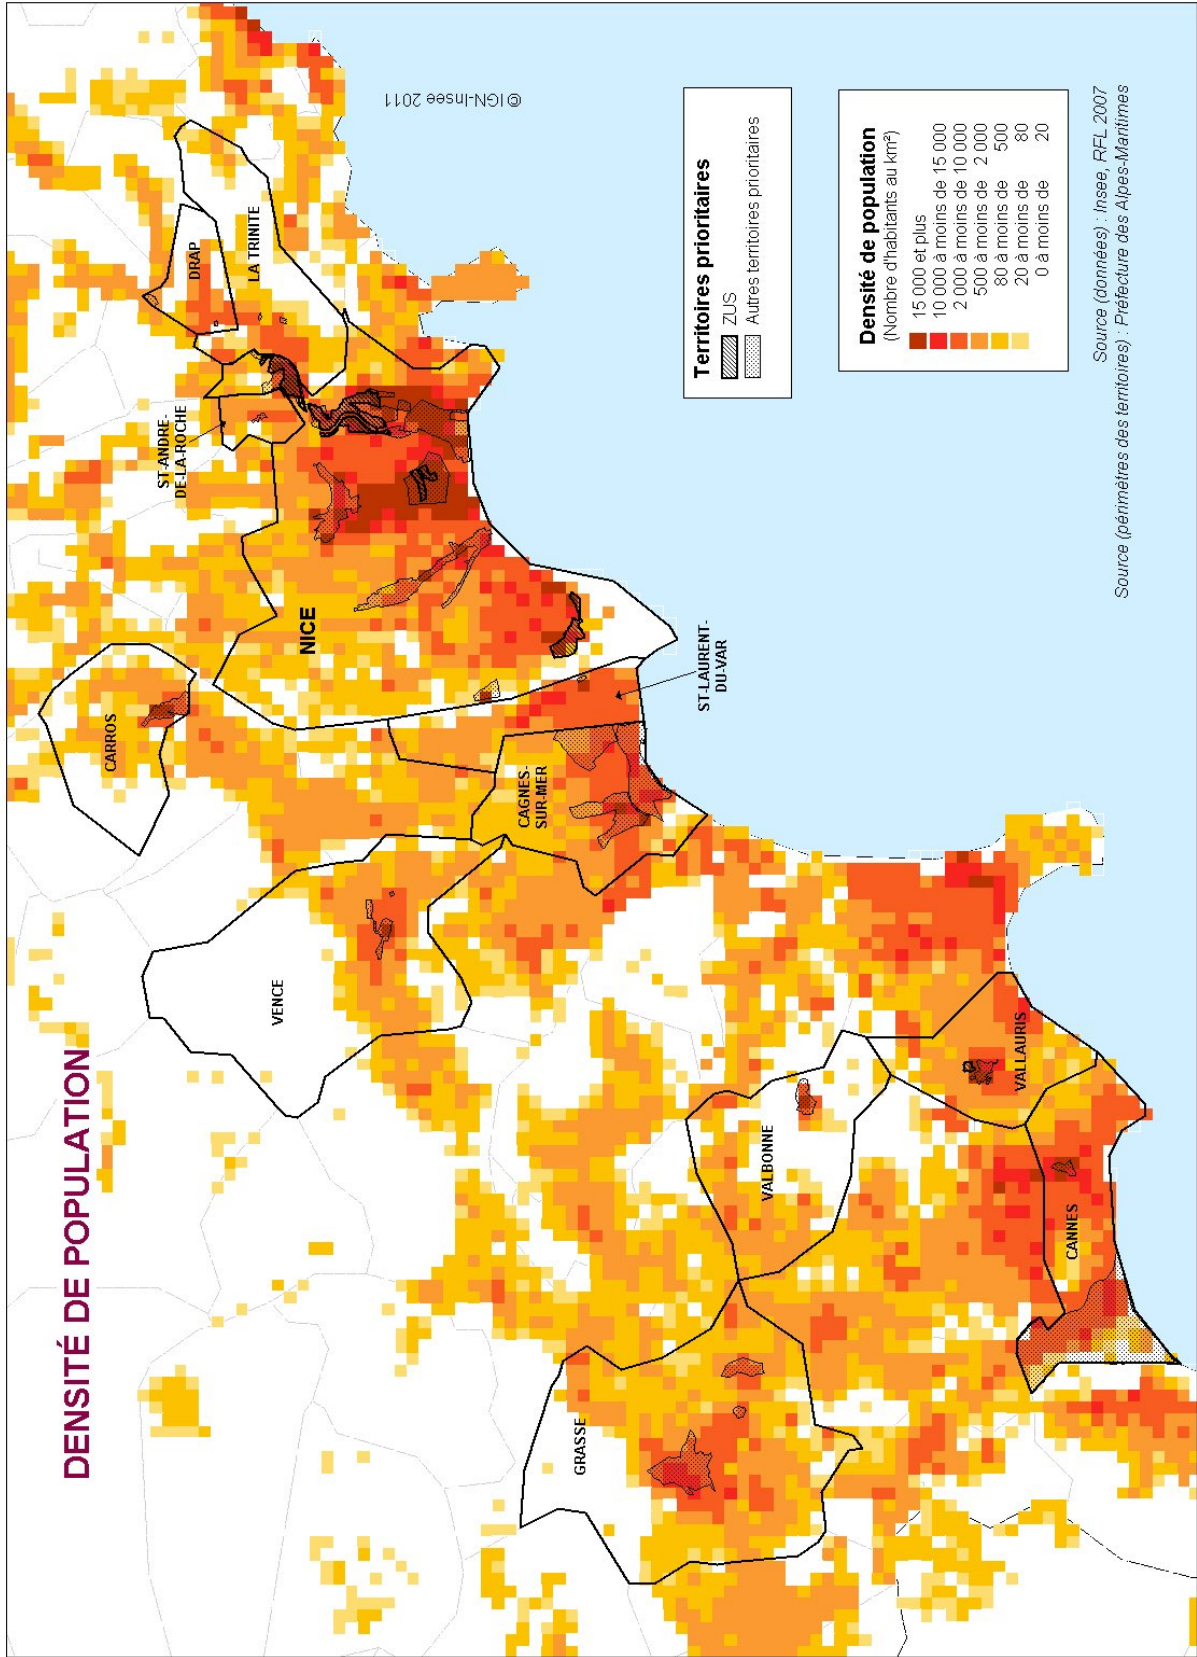 DENSITÉ DE POPULATION
CARROS
DRAP
LA TRINITE
ST-ANDRE-
DE-LA-ROCHE
NICE
VENCE
CAGNES-
SUR-MER
ST-LAURENT-
DU-VAR
GRASSE
VALBONNE
VALLAURIS
CANNES
©IGN-Insee 2011
Territoires prioritaires
ZUS
Autres territoires prioritaires
Densité de population
(Nombre d'habitants au km²)
15 000 et plus
10 000 à moins de 15 000
2 000 à moins de 10 000
500 à moins de 2 000
80 à moins de 500
20 à moins de 80
0 à moins de 20
Source (données) : Insee, RFL 2007
Source (périmètres des territoires) : Préfecture des Alpes-Maritimes